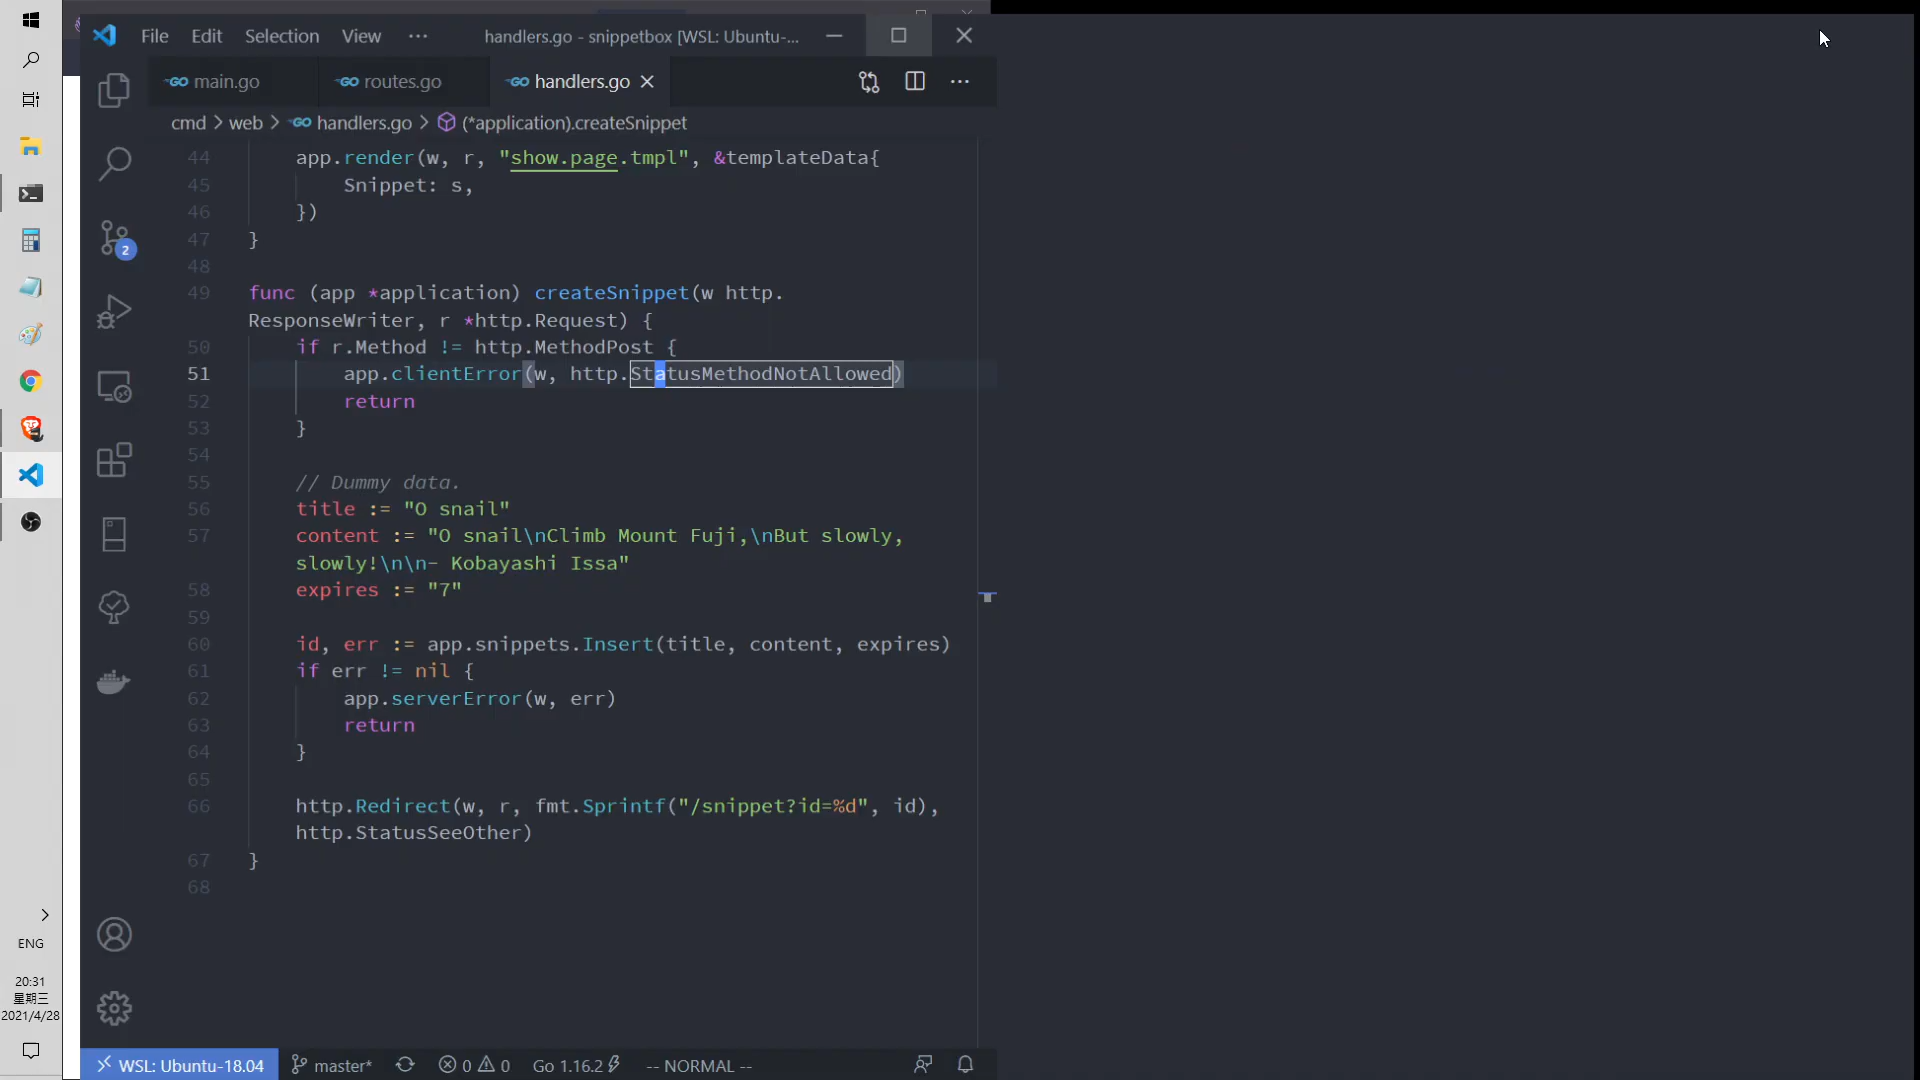 File Edit Selection View ··· handlers.go - snippetbox [WSL: Ubuntu-...
main.go routes.go handlers.go
cmd > web > handlers.go > (*application).createSnippet
44 app.render(w, r, "show.page.tmpl", &templateData{
45 Snippet: s,
46 })
47 }
48
49 func (app *application) createSnippet(w http.
ResponseWriter, r *http.Request) {
50 if r.Method != http.MethodPost {
51 app.clientError(w, http.StatusMethodNotAllowed)
52 return
53 }
54
55 // Dummy data.
56 title := "O snail"
57 content := "O snail\nClimb Mount Fuji,\nBut slowly,
slowly!\n\n– Kobayashi Issa"
58 expires := "7"
59
60 id, err := app.snippets.Insert(title, content, expires)
61 if err != nil {
62 app.serverError(w, err)
63 return
64 }
65
66 http.Redirect(w, r, fmt.Sprintf("/snippet?id=%d", id),
http.StatusSeeOther)
67 }
68
2
ENG
20:31
星期三
2021/4/28
WSL: Ubuntu-18.04 master* 0 0 Go 1.16.2 -- NORMAL --